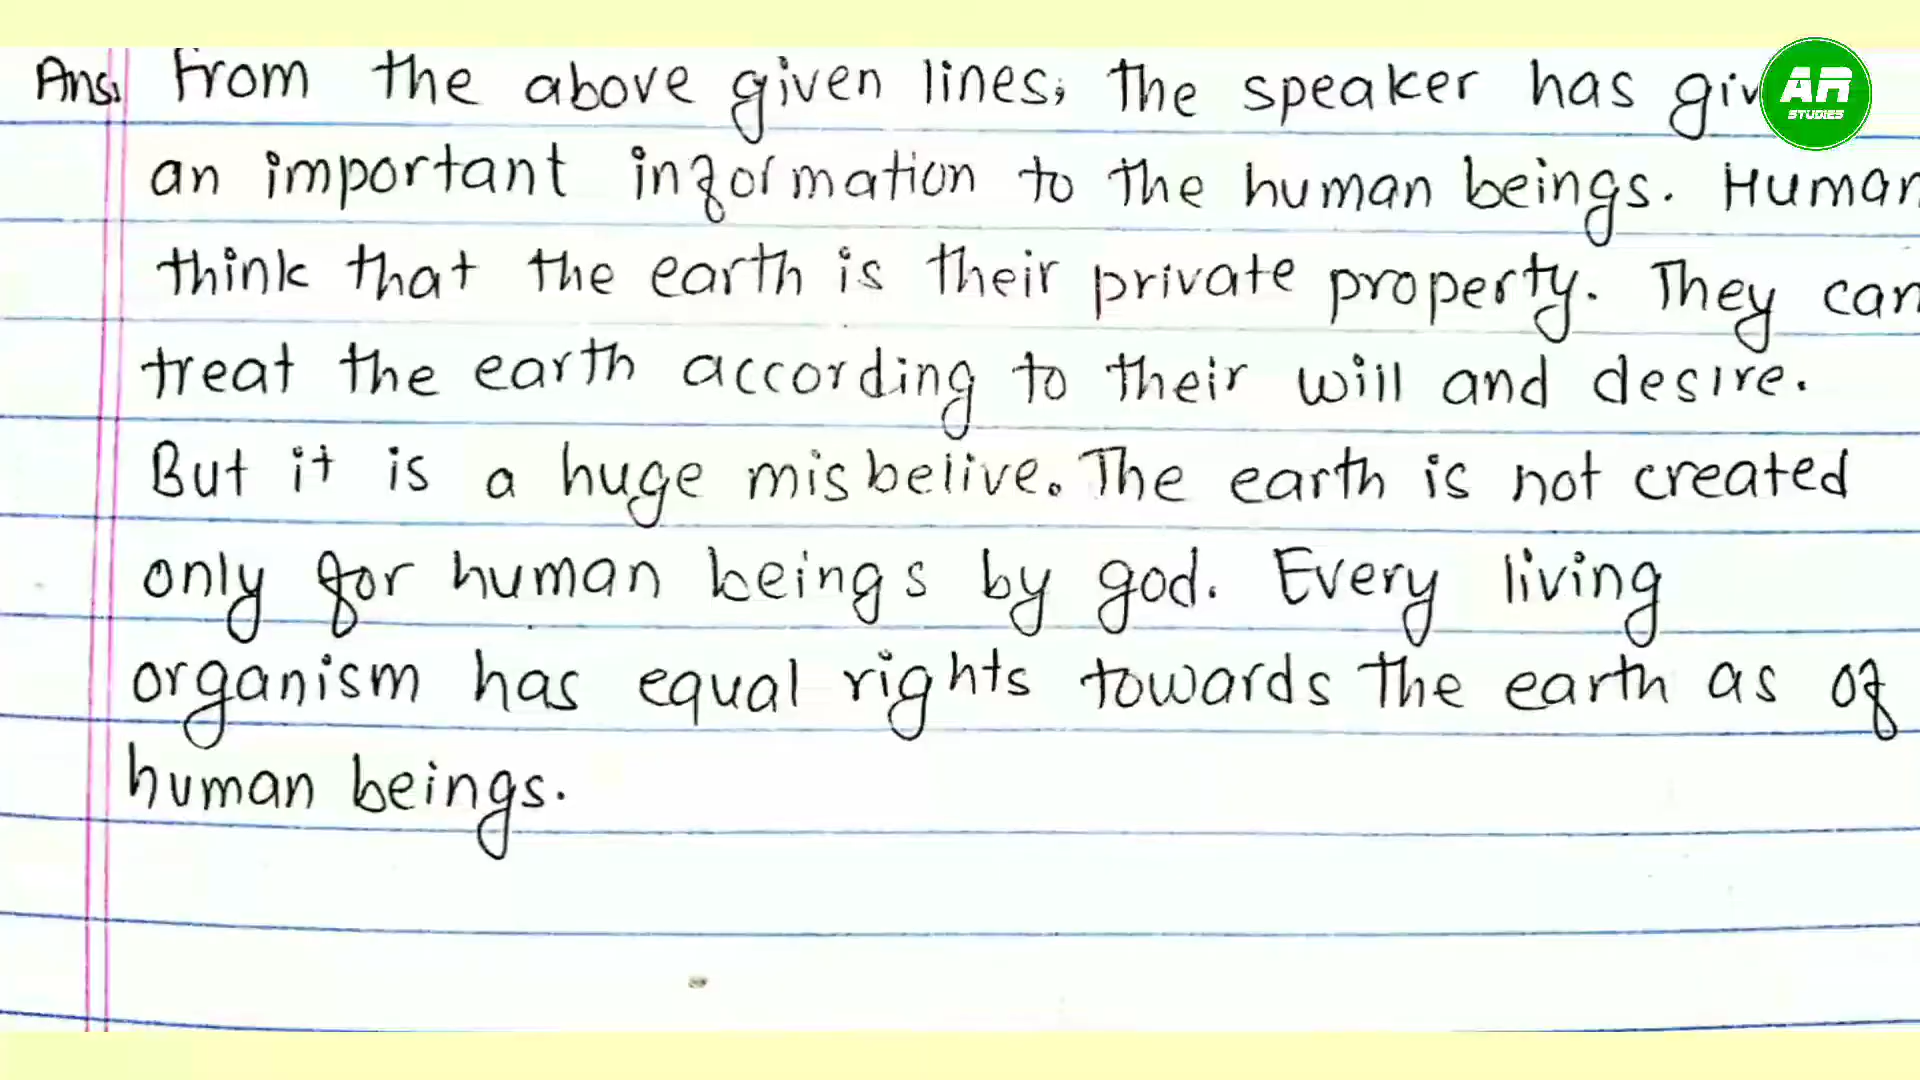 Ans. From the above given lines, the speaker has giv
AR
STUDIES
an important information to the human beings. Human
think that the earth is their private property. They can
treat the earth according to their will and desire.
But it is a huge misbelive. The earth is not created
only for human beings by god. Every living
organism has equal rights towards the earth as of
human beings.